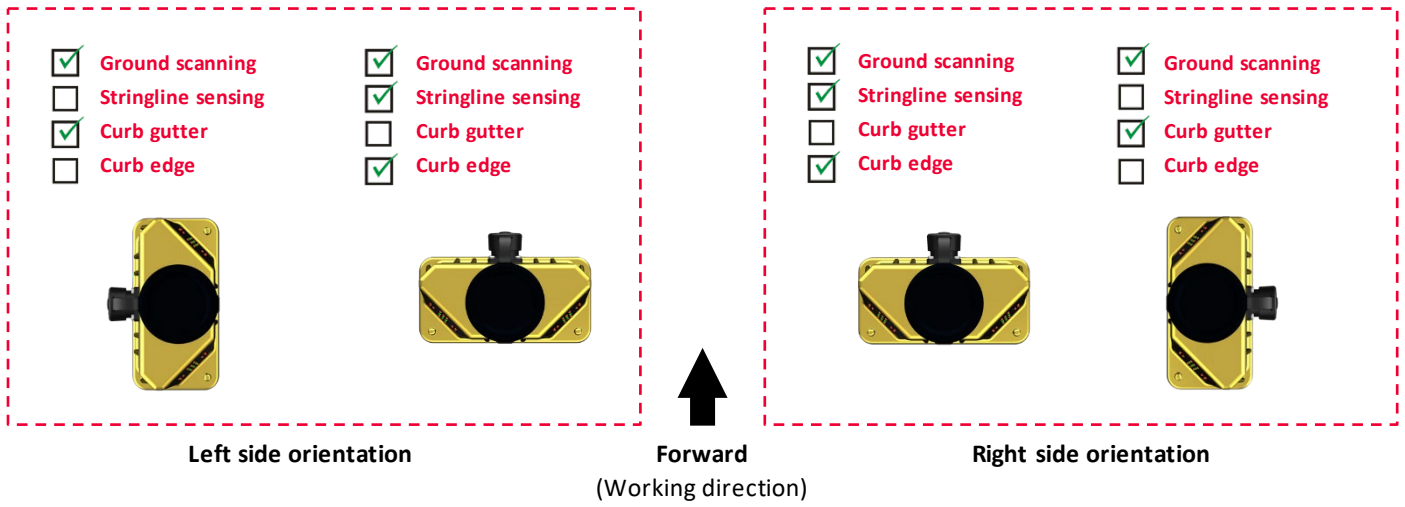 Ground scanning
Stringline sensing
Curb gutter
Curb edge
Ground scanning
Stringline sensing
Curb gutter
Curb edge
Left side orientation
Forward
(Working direction)
Ground scanning
Stringline sensing
Curb gutter
Curb edge
Ground scanning
Stringline sensing
Curb gutter
Curb edge
Right side orientation